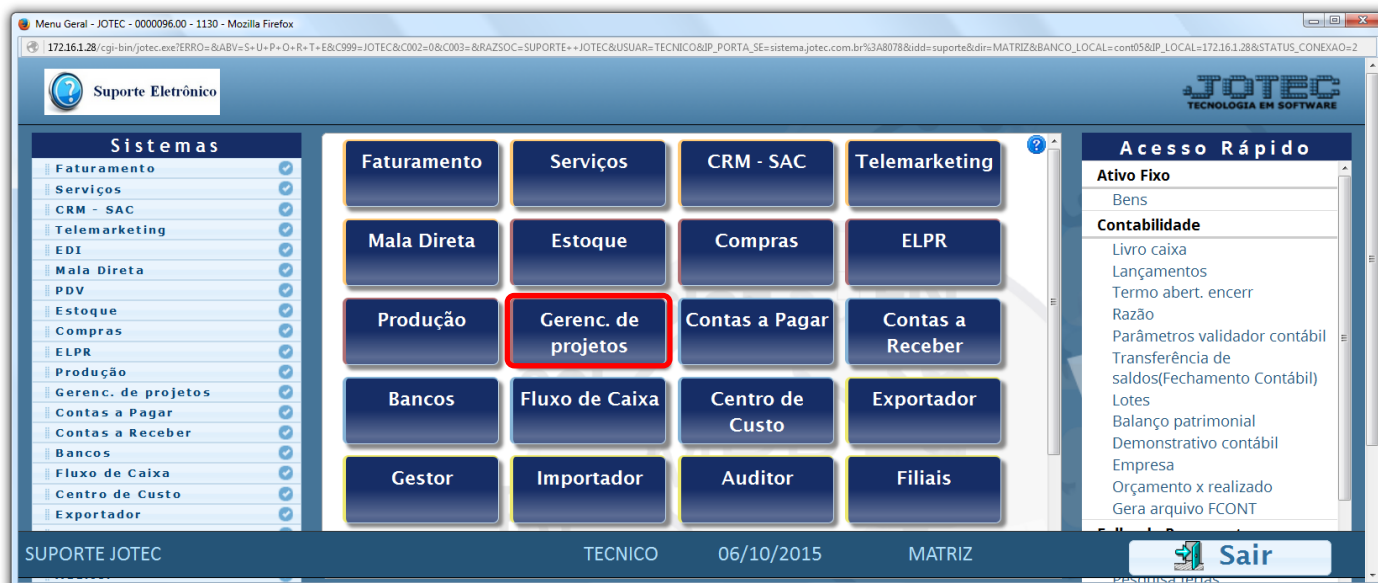 Menu Geral - JOTEC - 0000096.00 - 1130 - Mozilla Firefox
172.16.1.28/cgi-bin/jotec.exe?ERRO=&ABV=S+U+P+O+R+T+E&C999=JOTEC&C002=0&C003=&RAZSOC=SUPORTE++JOTEC&USUAR=TECNICO&IP_PORTA_SE=sistema.jotec.com.br%3A8078&idd=suporte&dir=MATRIZ&BANCO_LOCAL=cont05&IP_LOCAL=172.16.1.28&STATUS_CONEXAO=2
Suporte Eletrônico
JOTEC
TECNOLOGIA EM SOFTWARE
Sistemas
Faturamento
Serviços
CRM - SAC
Telemarketing
EDI
Mala Direta
PDV
Estoque
Compras
ELPR
Produção
Gerenc. de projetos
Contas a Pagar
Contas a Receber
Bancos
Fluxo de Caixa
Centro de Custo
Exportador
Faturamento
Serviços
CRM - SAC
Telemarketing
Mala Direta
Estoque
Compras
ELPR
Produção
Gerenc. de
projetos
Contas a Pagar
Contas a
Receber
Bancos
Fluxo de Caixa
Centro de
Custo
Exportador
Gestor
Importador
Auditor
Filiais
Acesso Rápido
Ativo Fixo
Bens
Contabilidade
Livro caixa
Lançamentos
Termo abert. encerr
Razão
Parâmetros validador contábil
Transferência de
saldos(Fechamento Contábil)
Lotes
Balanço patrimonial
Demonstrativo contábil
Empresa
Orçamento x realizado
Gera arquivo FCONT
SUPORTE JOTEC
TECNICO
06/10/2015
MATRIZ
Sair